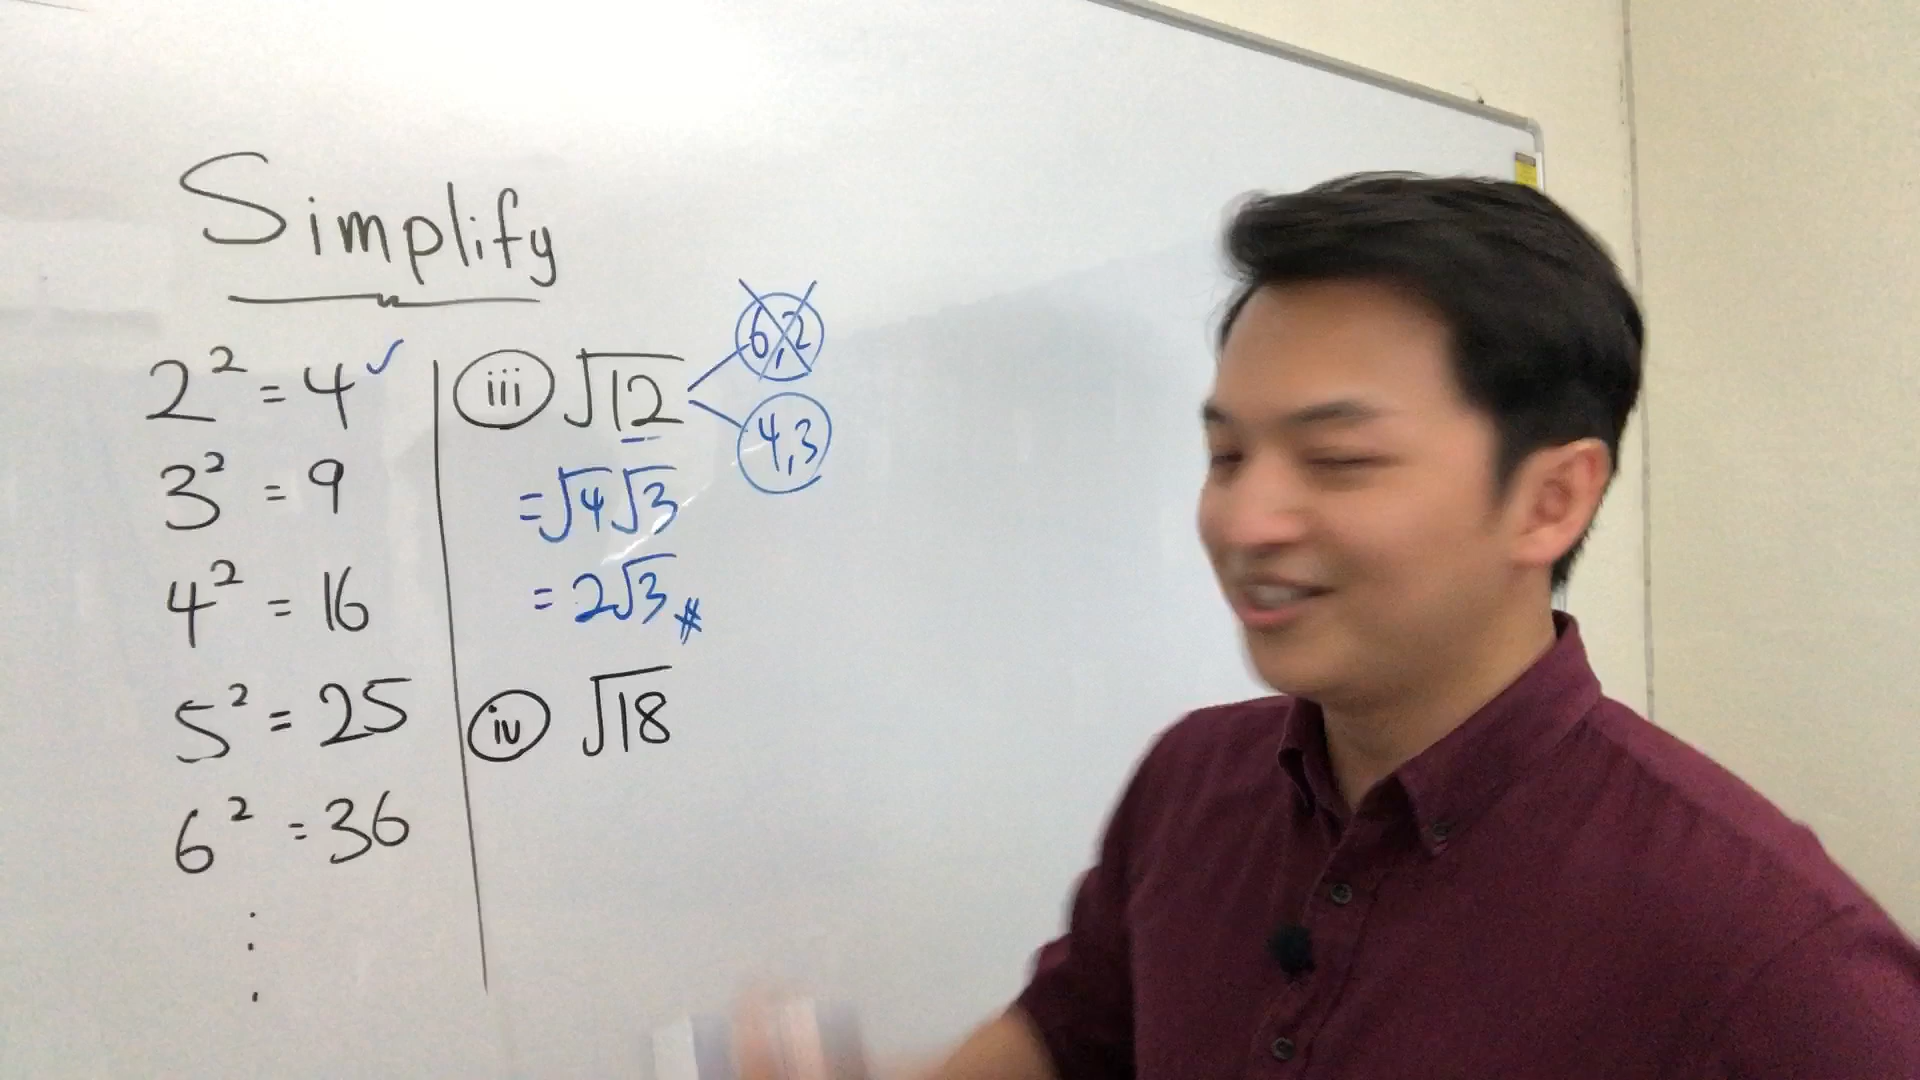 Simplify
2² = 4 ✓
3² = 9
4² = 16
5² = 25
6² = 36
⋮
iii √12
6,2
4,3
= √4 √3
= 2√3 #
iv √18